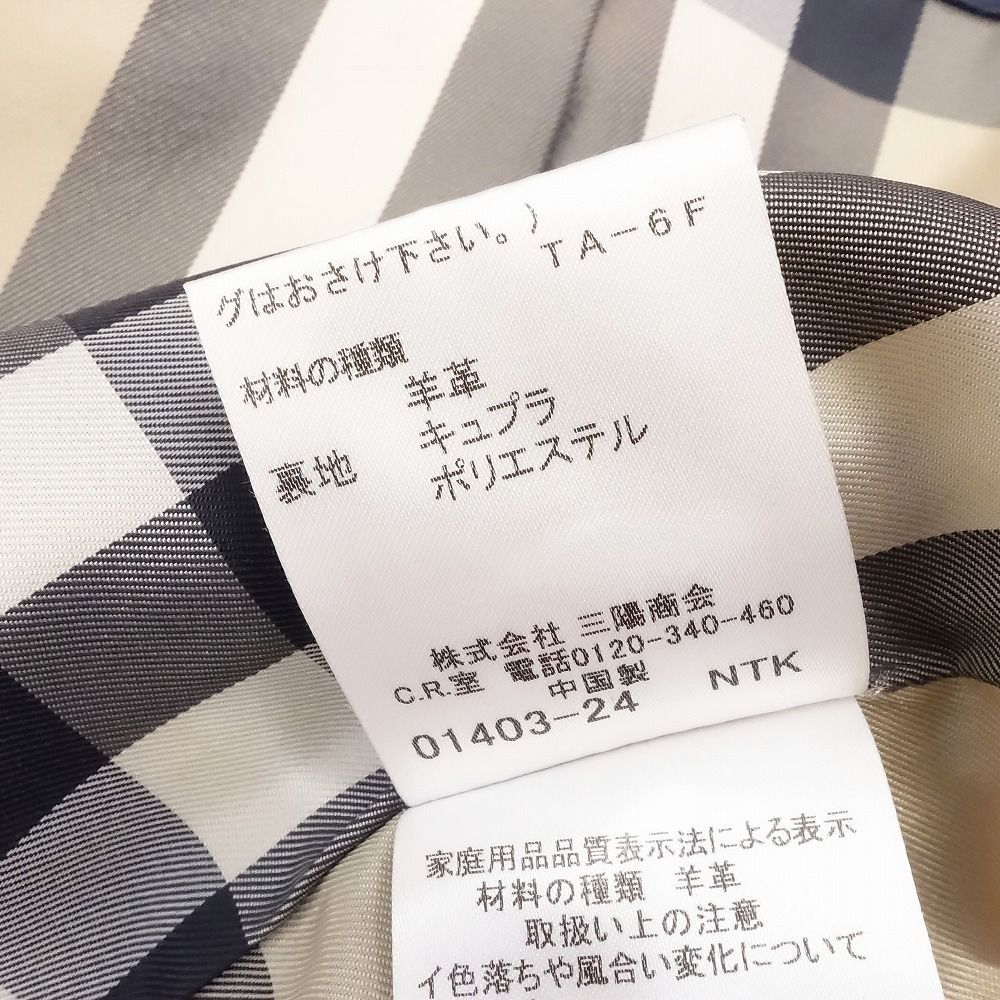 グはおさけ下さい。）
TA-6F
材料の種類
羊革
裏地 キュプラ
ポリエステル
株式会社 三陽商会
C.R.室 電話0120-340-460
中国製
01403-24 NTK
家庭用品品質表示法による表示
材料の種類 羊革
取扱い上の注意
イ色落ちや風合い変化について